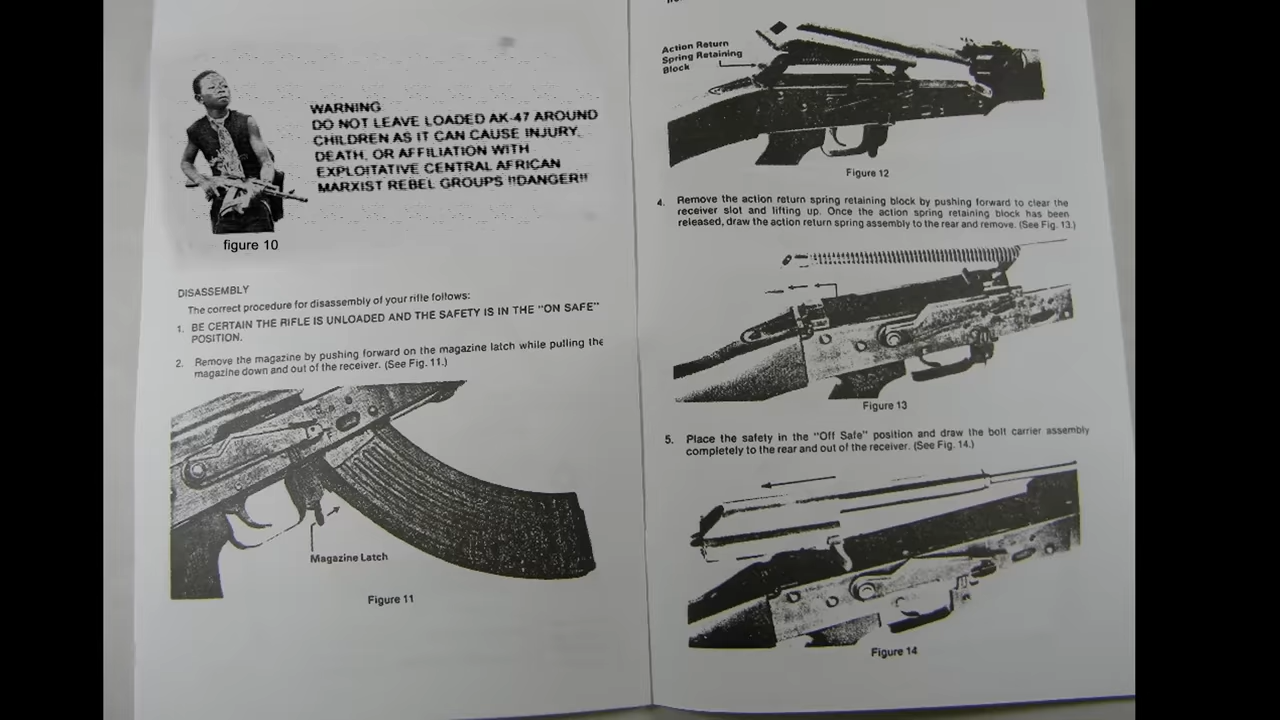 WARNING
DO NOT LEAVE LOADED AK-47 AROUND
CHILDREN AS IT CAN CAUSE INJURY,
DEATH, OR AFFILIATION WITH
EXPLOITATIVE CENTRAL AFRICAN
MARXIST REBEL GROUPS !!DANGER!!
figure 10
DISASSEMBLY
The correct procedure for disassembly of your rifle follows:
1. BE CERTAIN THE RIFLE IS UNLOADED AND THE SAFETY IS IN THE "ON SAFE"
POSITION.
2. Remove the magazine by pushing forward on the magazine latch while pulling the
magazine down and out of the receiver. (See Fig. 11.)
Magazine Latch
Figure 11
Action Return
Spring Retaining
Block
Figure 12
4. Remove the action return spring retaining block by pushing forward to clear the
receiver slot and lifting up. Once the action spring retaining block has been
released, draw the action return spring assembly to the rear and remove. (See Fig. 13.)
Figure 13
5. Place the safety in the "Off Safe" position and draw the bolt carrier assembly
completely to the rear and out of the receiver. (See Fig. 14.)
Figure 14